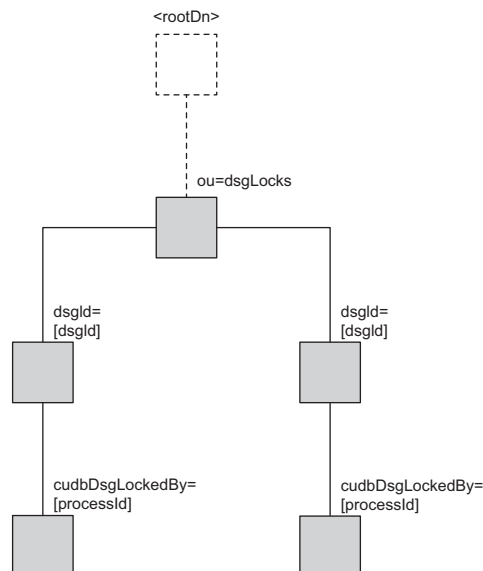 <rootDn>
ou=dsgLocks
dsgId=
[dsgId]
dsgId=
[dsgId]
cudbDsgLockedBy=
[processId]
cudbDsgLockedBy=
[processId]